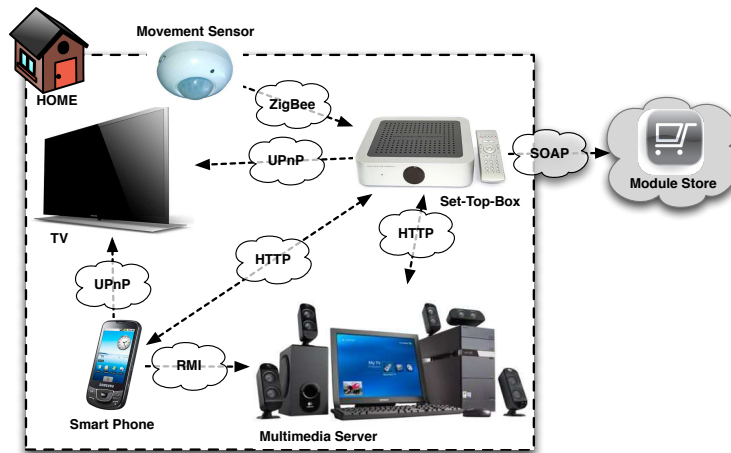 Movement Sensor
HOME
ZigBee
UPnP
SOAP
Module Store
Set-Top-Box
TV
HTTP
HTTP
UPnP
RMI
Smart Phone
Multimedia Server